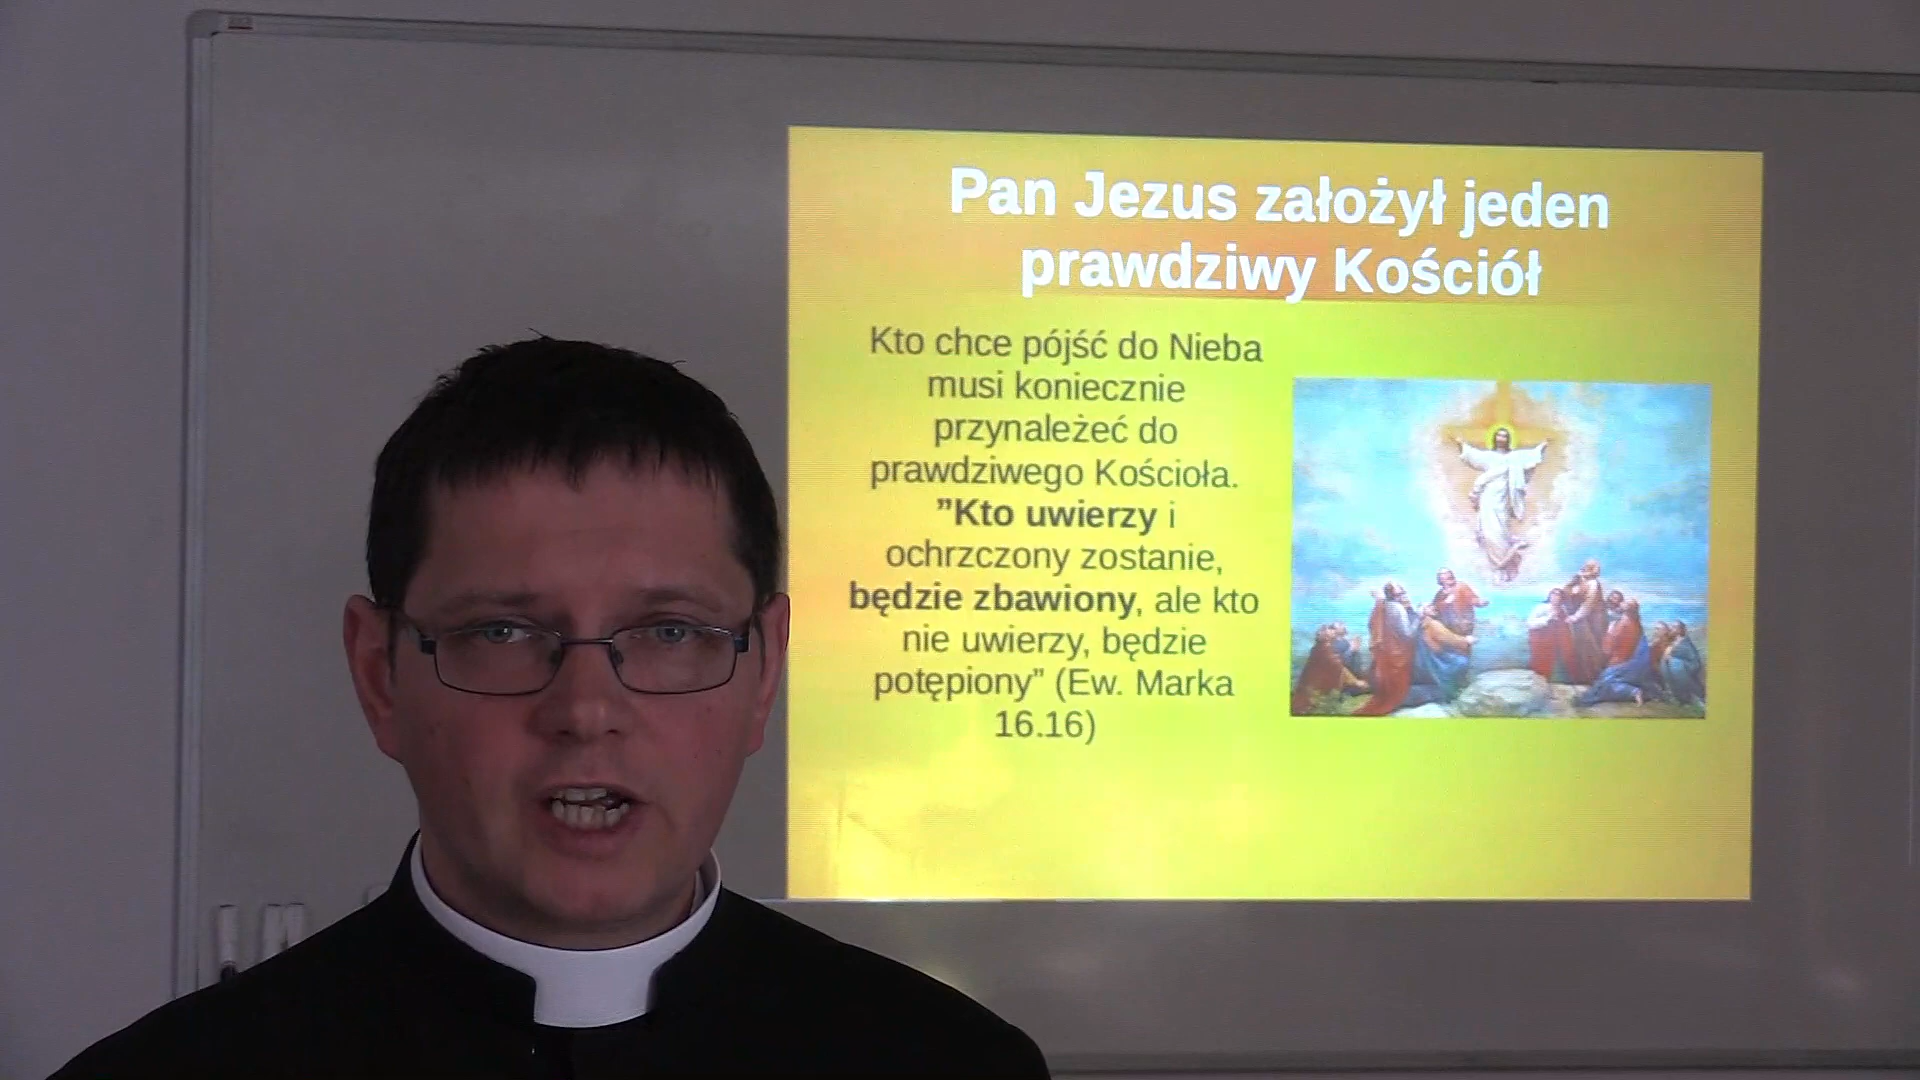 Pan Jezus założył jeden
prawdziwy Kościół
Kto chce pójść do Nieba
musi koniecznie
przynależeć do
prawdziwego Kościoła.
”Kto uwierzy i
ochrzczony zostanie,
będzie zbawiony, ale kto
nie uwierzy, będzie
potępiony” (Ew. Marka
16.16)